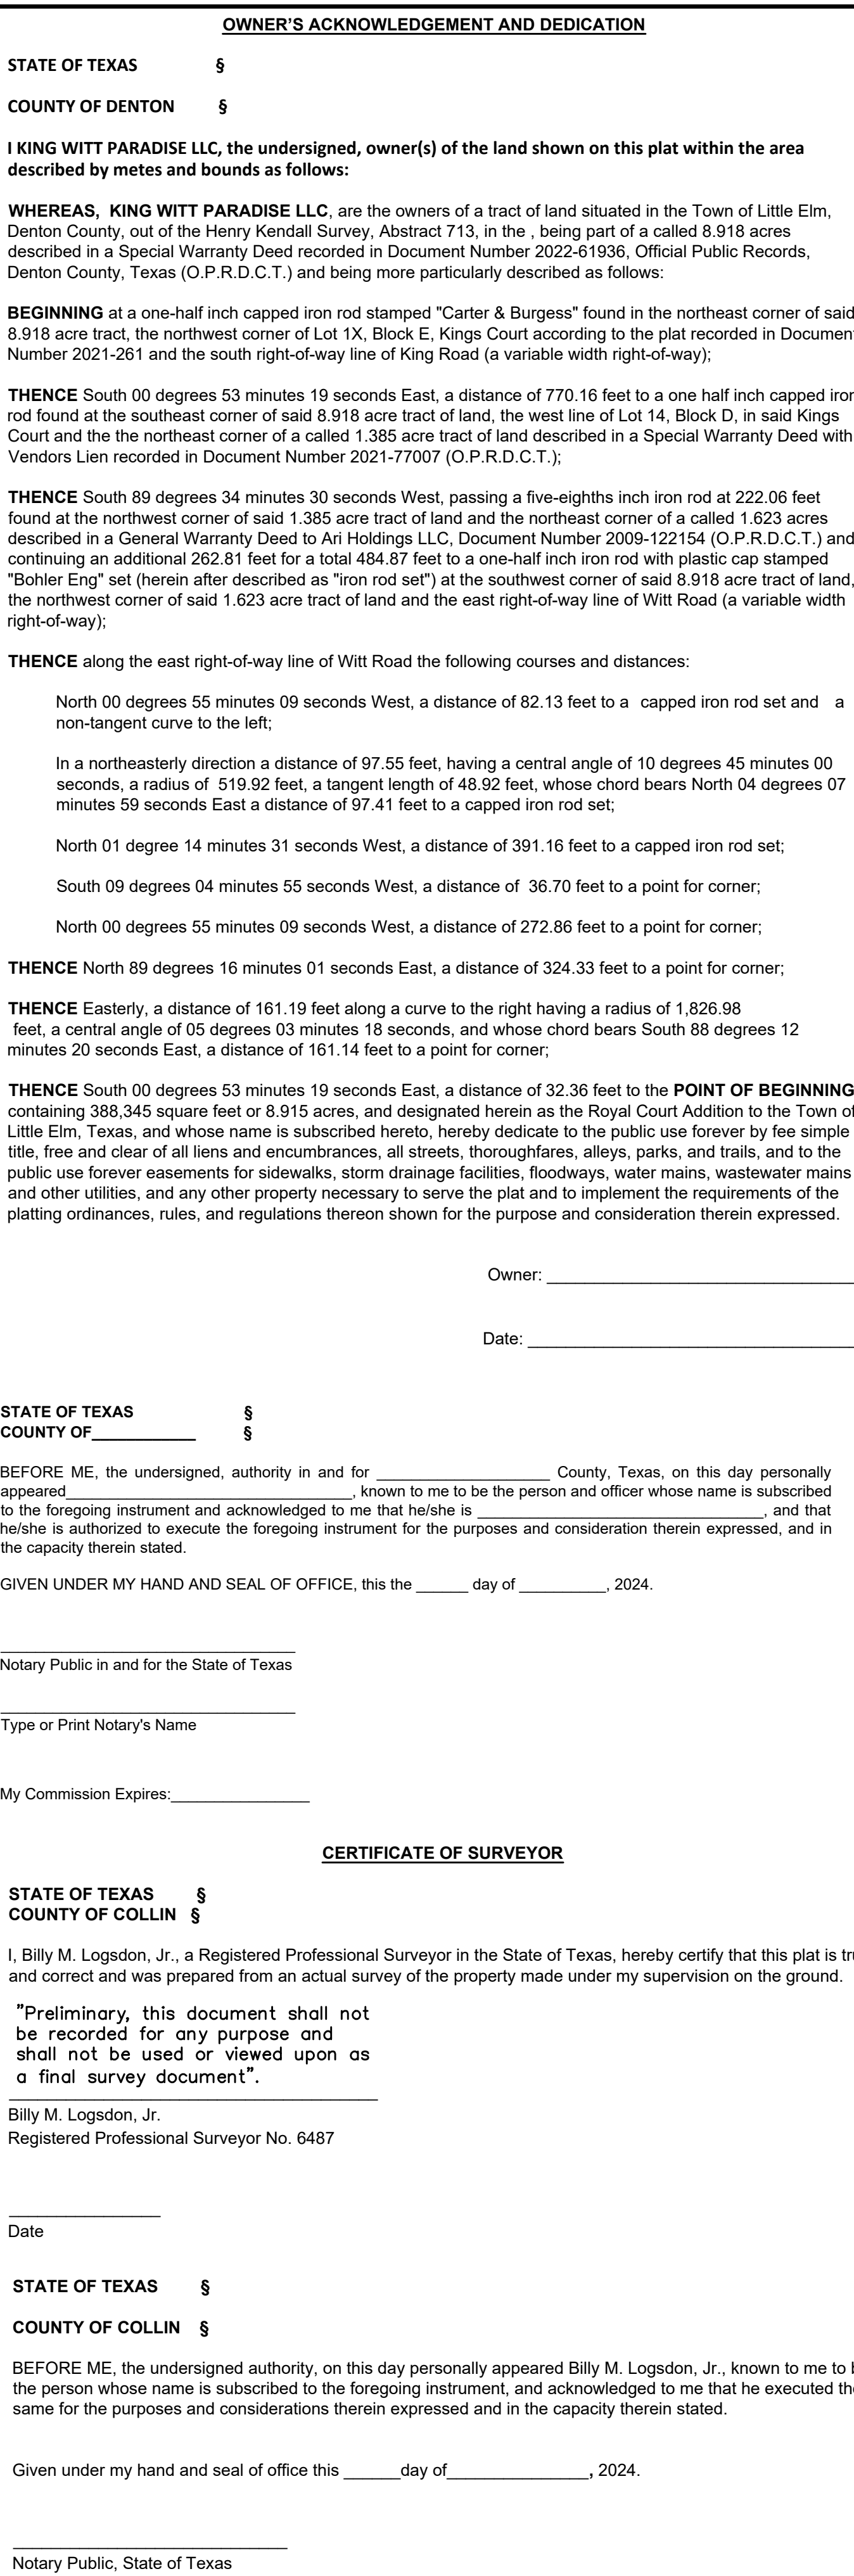 OWNER'S ACKNOWLEDGEMENT AND DEDICATION
STATE OF TEXAS §
COUNTY OF DENTON §
I KING WITT PARADISE LLC, the undersigned, owner(s) of the land shown on this plat within the area
described by metes and bounds as follows:
WHEREAS, KING WITT PARADISE LLC, are the owners of a tract of land situated in the Town of Little Elm,
Denton County, out of the Henry Kendall Survey, Abstract 713, in the , being part of a called 8.918 acres
described in a Special Warranty Deed recorded in Document Number 2022-61936, Official Public Records,
Denton County, Texas (O.P.R.D.C.T.) and being more particularly described as follows:
BEGINNING at a one-half inch capped iron rod stamped "Carter & Burgess" found in the northeast corner of said
8.918 acre tract, the northwest corner of Lot 1X, Block E, Kings Court according to the plat recorded in Document
Number 2021-261 and the south right-of-way line of King Road (a variable width right-of-way);
THENCE South 00 degrees 53 minutes 19 seconds East, a distance of 770.16 feet to a one half inch capped iron
rod found at the southeast corner of said 8.918 acre tract of land, the west line of Lot 14, Block D, in said Kings
Court and the the northeast corner of a called 1.385 acre tract of land described in a Special Warranty Deed with
Vendors Lien recorded in Document Number 2021-77007 (O.P.R.D.C.T.);
THENCE South 89 degrees 34 minutes 30 seconds West, passing a five-eighths inch iron rod at 222.06 feet
found at the northwest corner of said 1.385 acre tract of land and the northeast corner of a called 1.623 acres
described in a General Warranty Deed to Ari Holdings LLC, Document Number 2009-122154 (O.P.R.D.C.T.) and
continuing an additional 262.81 feet for a total 484.87 feet to a one-half inch iron rod with plastic cap stamped
"Bohler Eng" set (herein after described as "iron rod set") at the southwest corner of said 8.918 acre tract of land,
the northwest corner of said 1.623 acre tract of land and the east right-of-way line of Witt Road (a variable width
right-of-way);
THENCE along the east right-of-way line of Witt Road the following courses and distances:
North 00 degrees 55 minutes 09 seconds West, a distance of 82.13 feet to a capped iron rod set and a
non-tangent curve to the left;
In a northeasterly direction a distance of 97.55 feet, having a central angle of 10 degrees 45 minutes 00
seconds, a radius of 519.92 feet, a tangent length of 48.92 feet, whose chord bears North 04 degrees 07
minutes 59 seconds East a distance of 97.41 feet to a capped iron rod set;
North 01 degree 14 minutes 31 seconds West, a distance of 391.16 feet to a capped iron rod set;
South 09 degrees 04 minutes 55 seconds West, a distance of 36.70 feet to a point for corner;
North 00 degrees 55 minutes 09 seconds West, a distance of 272.86 feet to a point for corner;
THENCE North 89 degrees 16 minutes 01 seconds East, a distance of 324.33 feet to a point for corner;
THENCE Easterly, a distance of 161.19 feet along a curve to the right having a radius of 1,826.98
feet, a central angle of 05 degrees 03 minutes 18 seconds, and whose chord bears South 88 degrees 12
minutes 20 seconds East, a distance of 161.14 feet to a point for corner;
THENCE South 00 degrees 53 minutes 19 seconds East, a distance of 32.36 feet to the POINT OF BEGINNING
containing 388,345 square feet or 8.915 acres, and designated herein as the Royal Court Addition to the Town of
Little Elm, Texas, and whose name is subscribed hereto, hereby dedicate to the public use forever by fee simple
title, free and clear of all liens and encumbrances, all streets, thoroughfares, alleys, parks, and trails, and to the
public use forever easements for sidewalks, storm drainage facilities, floodways, water mains, wastewater mains
and other utilities, and any other property necessary to serve the plat and to implement the requirements of the
platting ordinances, rules, and regulations thereon shown for the purpose and consideration therein expressed.
Owner: ____________________
Date: ____________________
STATE OF TEXAS §
COUNTY OF____________ §
BEFORE ME, the undersigned, authority in and for ____________________ County, Texas, on this day personally
appeared_________________________________, known to me to be the person and officer whose name is subscribed
to the foregoing instrument and acknowledged to me that he/she is _________________________________, and that
he/she is authorized to execute the foregoing instrument for the purposes and consideration therein expressed, and in
the capacity therein stated.
GIVEN UNDER MY HAND AND SEAL OF OFFICE, this the ______ day of __________, 2024.
__________________________________
Notary Public in and for the State of Texas
__________________________________
Type or Print Notary's Name
My Commission Expires:________________
CERTIFICATE OF SURVEYOR
STATE OF TEXAS §
COUNTY OF COLLIN §
I, Billy M. Logsdon, Jr., a Registered Professional Surveyor in the State of Texas, hereby certify that this plat is tru
and correct and was prepared from an actual survey of the property made under my supervision on the ground.
"Preliminary, this document shall not
be recorded for any purpose and
shall not be used or viewed upon as
a final survey document".
Billy M. Logsdon, Jr.
Registered Professional Surveyor No. 6487
________________
Date
STATE OF TEXAS §
COUNTY OF COLLIN §
BEFORE ME, the undersigned authority, on this day personally appeared Billy M. Logsdon, Jr., known to me to b
the person whose name is subscribed to the foregoing instrument, and acknowledged to me that he executed the
same for the purposes and considerations therein expressed and in the capacity therein stated.
Given under my hand and seal of office this ______day of_______________, 2024.
_____________________________
Notary Public, State of Texas